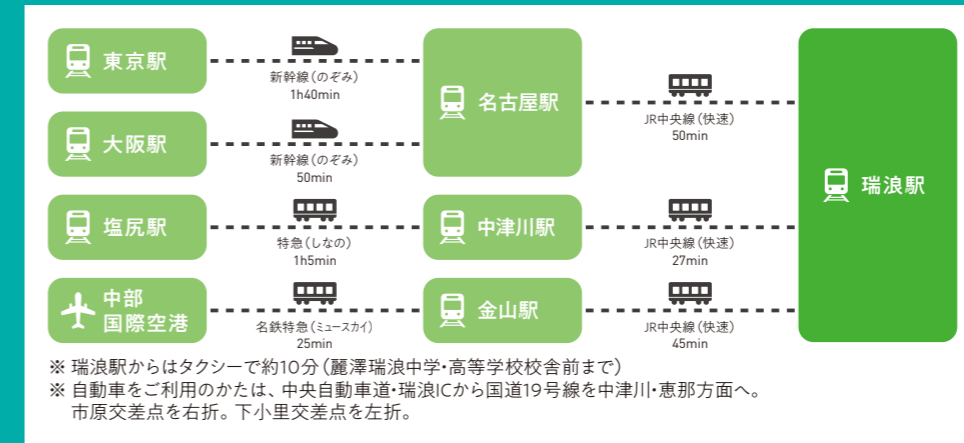 東京駅
新幹線（のぞみ）
1h40min
大阪駅
新幹線（のぞみ）
50min
名古屋駅
JR中央線（快速）
50min
塩尻駅
特急（しなの）
1h5min
中津川駅
JR中央線（快速）
27min
中部
国際空港
名鉄特急（ミュースカイ）
25min
金山駅
JR中央線（快速）
45min
瑞浪駅
※ 瑞浪駅からはタクシーで約10分（麗澤瑞浪中学・高等学校校舎前まで）
※ 自動車をご利用のかたは、中央自動車道・瑞浪ICから国道19号線を中津川・恵那方面へ。
市原交差点を右折。下小里交差点を左折。